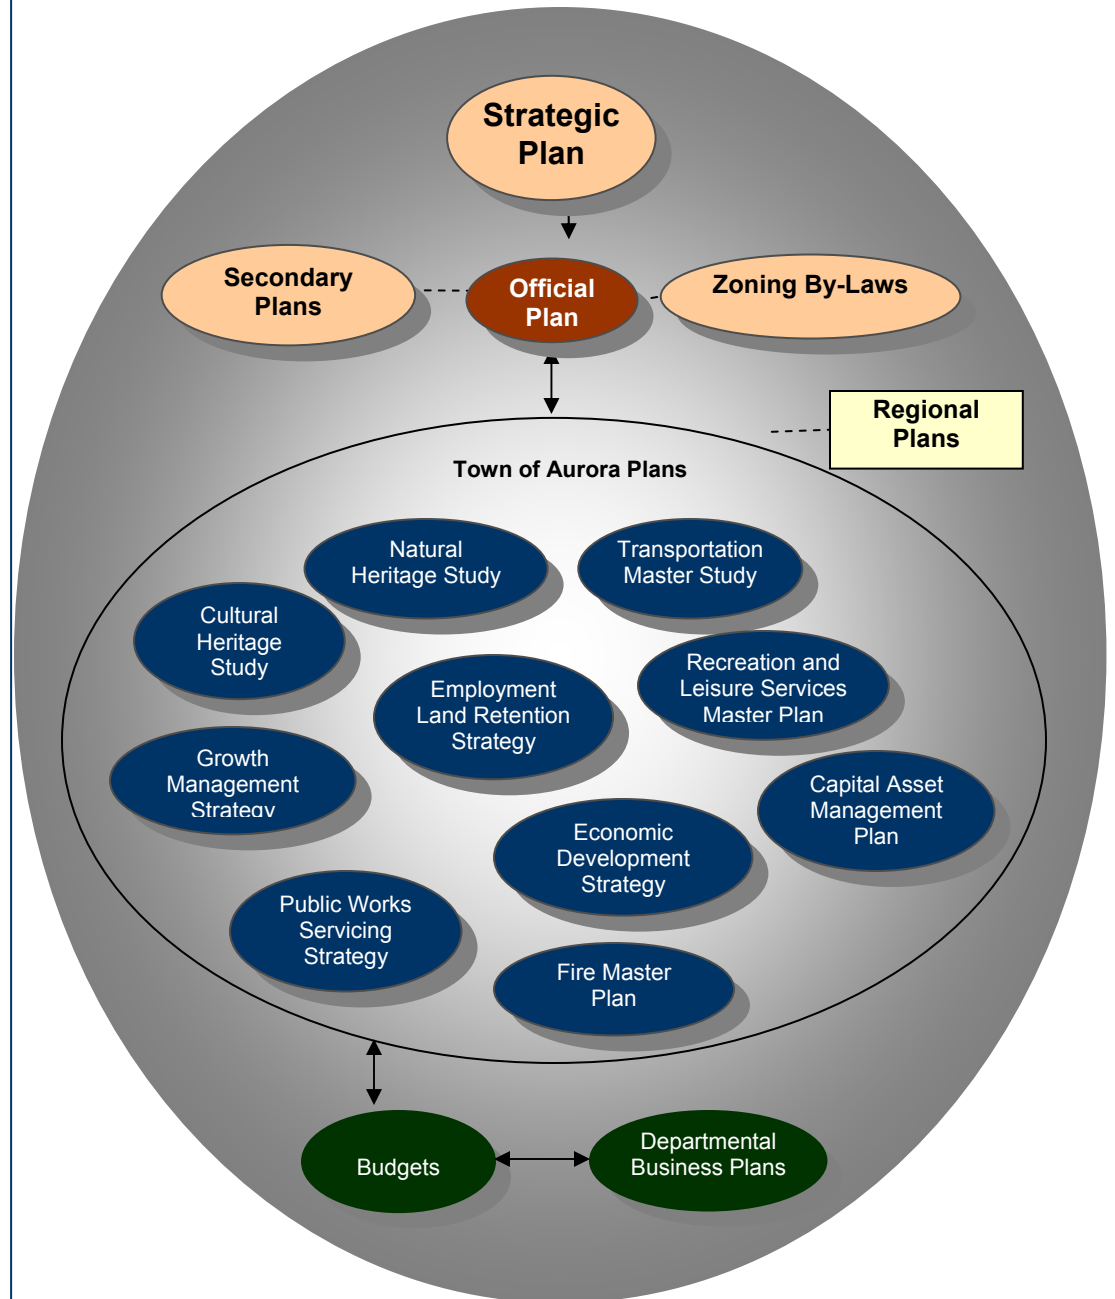 Strategic
Plan
Secondary
Plans
Official
Plan
Zoning By-Laws
Regional
Plans
Town of Aurora Plans
Natural
Heritage Study
Transportation
Master Study
Cultural
Heritage
Study
Employment
Land Retention
Strategy
Recreation and
Leisure Services
Master Plan
Growth
Management
Strategy
Capital Asset
Management
Plan
Economic
Development
Strategy
Public Works
Servicing
Strategy
Fire Master
Plan
Budgets
Departmental
Business Plans